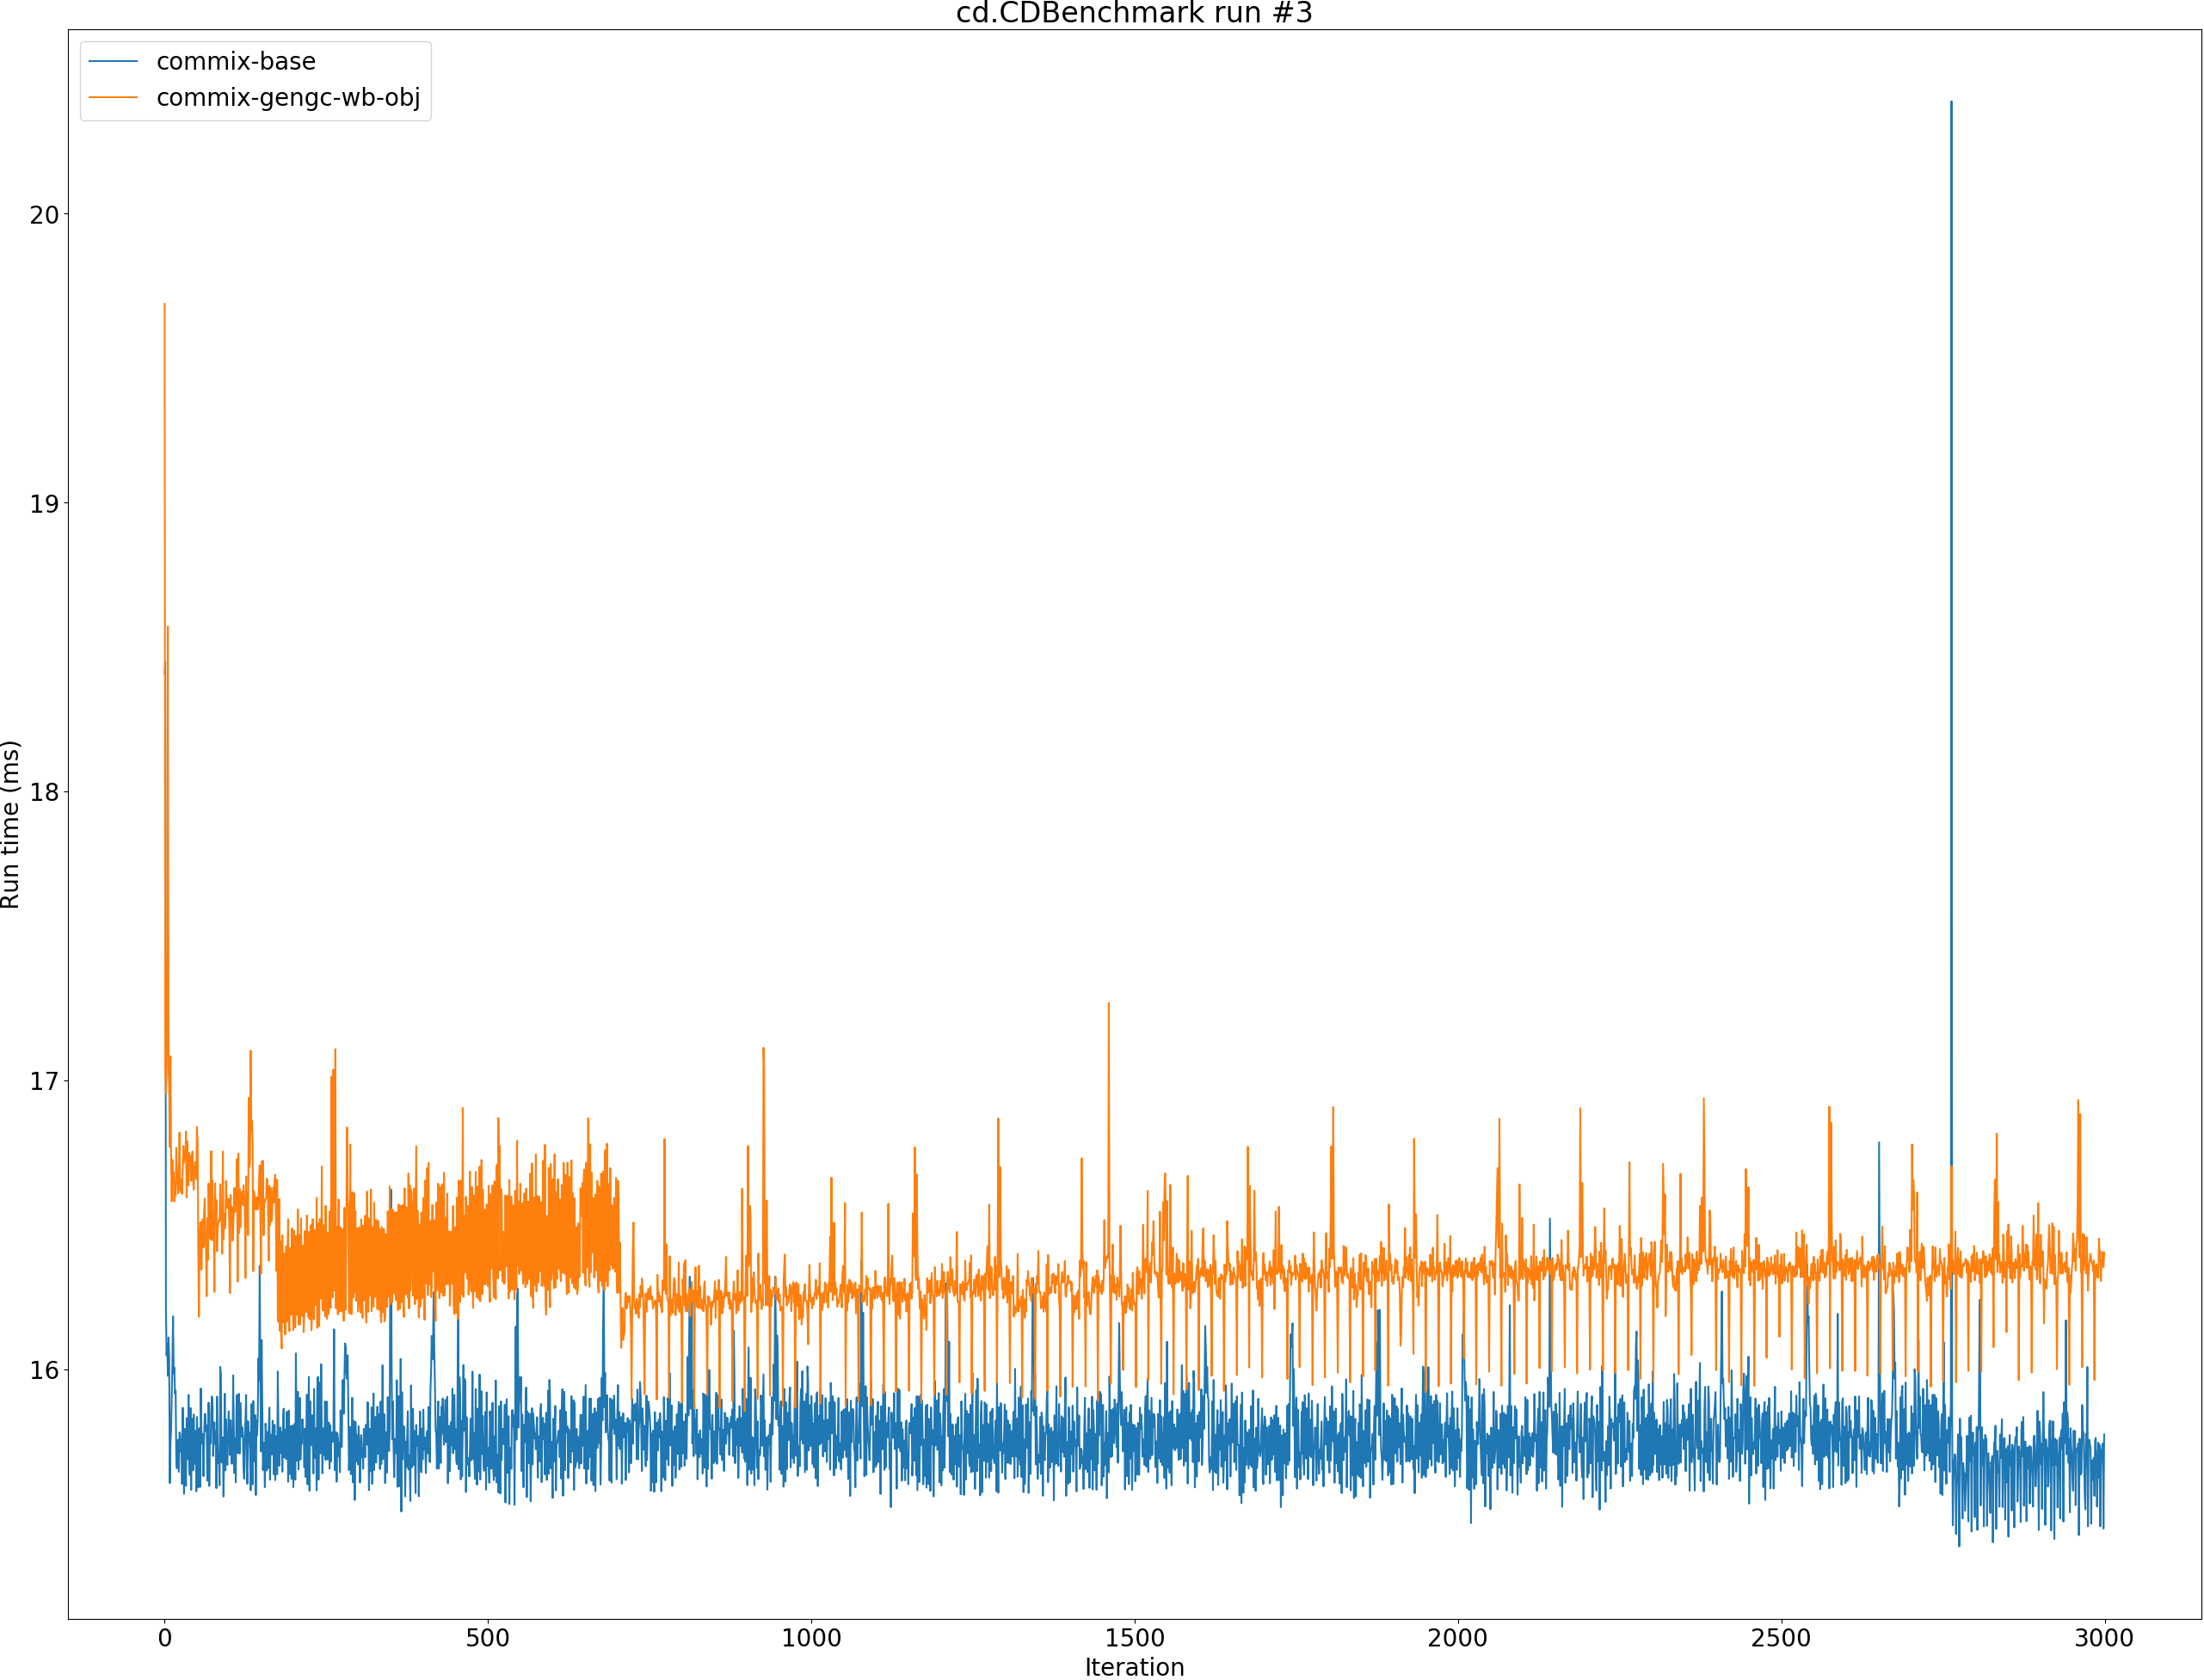 cd.CDBenchmark run #3
commix-base
commix-gengc-wb-obj
20
19
18
17
16
Run time (ms)
0 500 1000 1500 2000 2500 3000
Iteration